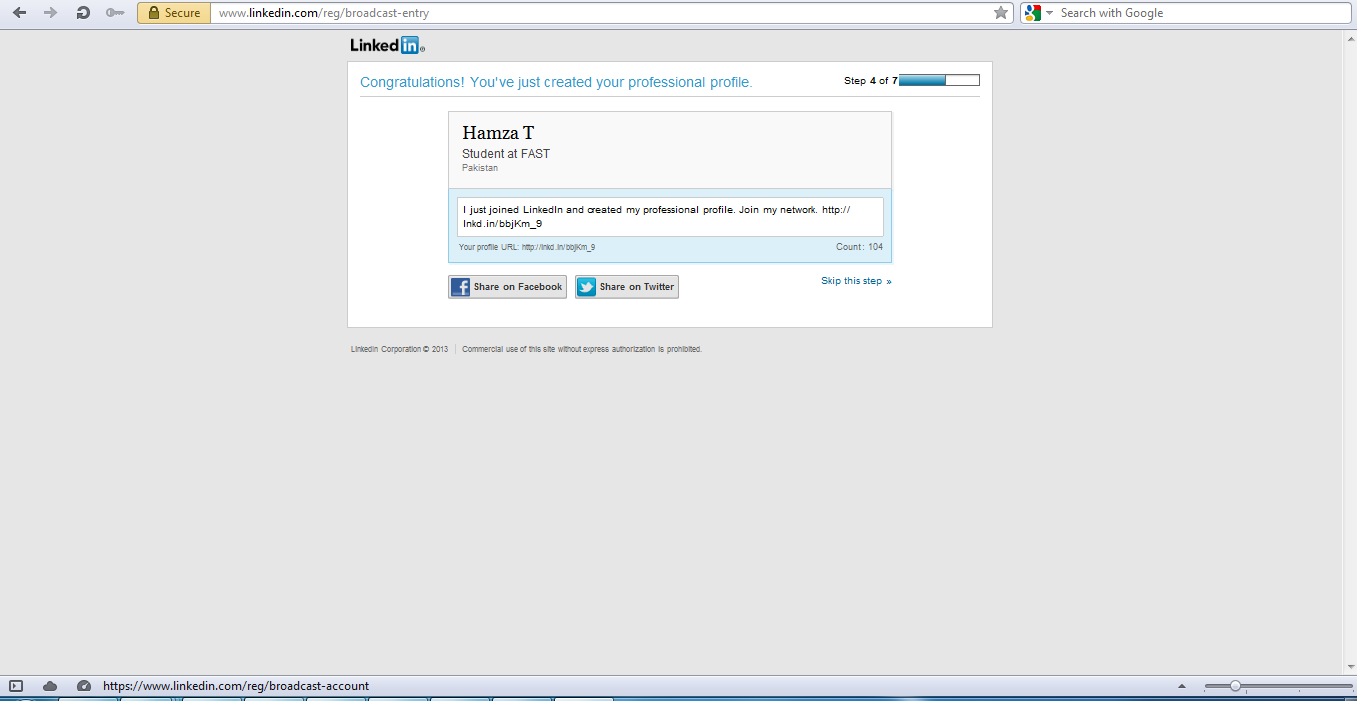 Secure www.linkedin.com/reg/broadcast-entry Search with Google
Linked in ®
Congratulations! You've just created your professional profile. Step 4 of 7
Hamza T
Student at FAST
Pakistan
I just joined LinkedIn and created my professional profile. Join my network. http://
lnkd.in/bbjKm_9
Your profile URL: http://lnkd.in/bbjKm_9 Count: 104
Share on Facebook Share on Twitter Skip this step »
LinkedIn Corporation © 2013 Commercial use of this site without express authorization is prohibited.
https://www.linkedin.com/reg/broadcast-account